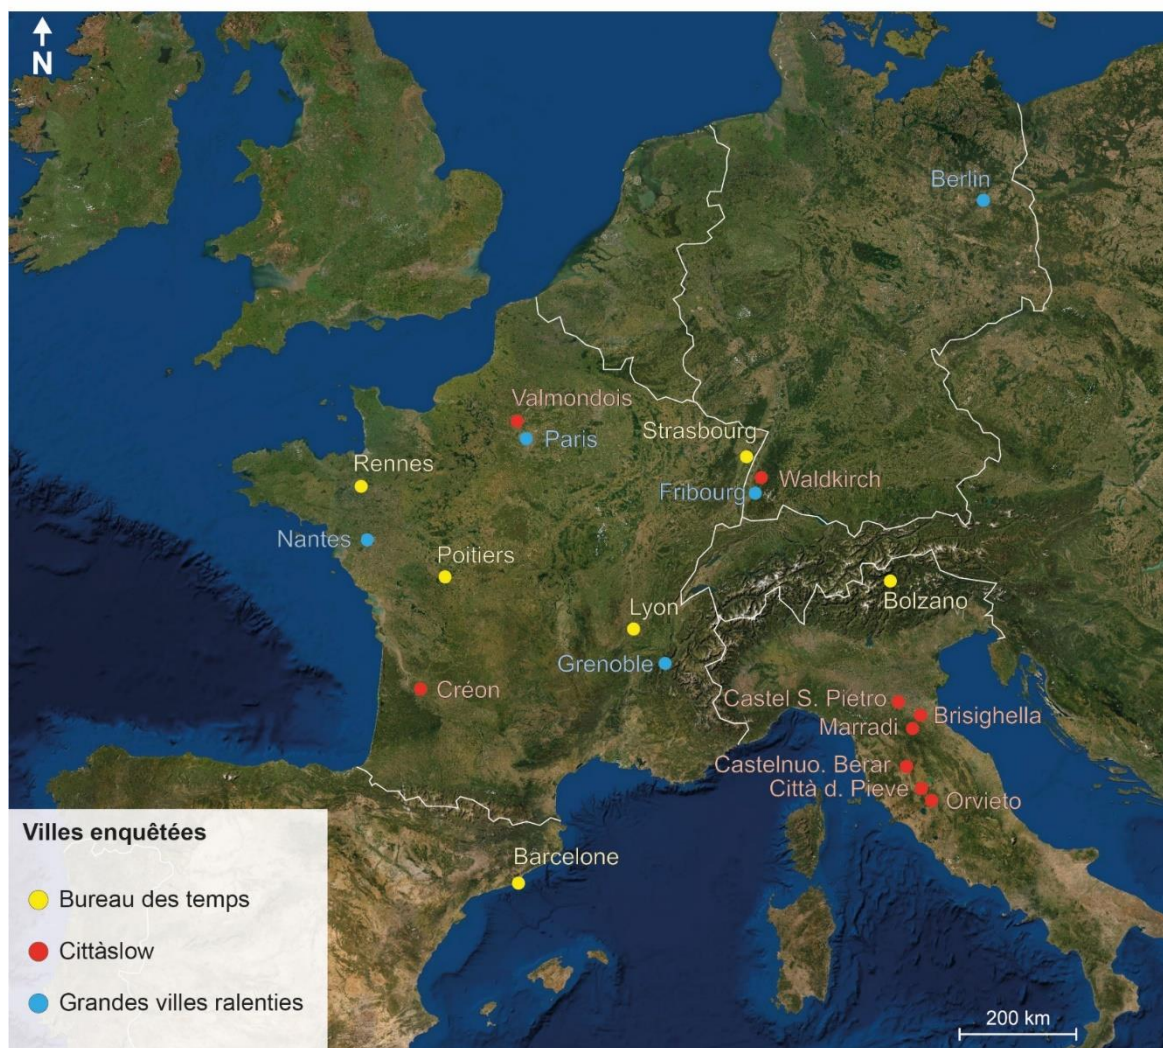 N
Berlin
Valmondois
Paris
Strasbourg
Rennes
Waldkirch
Fribourg
Nantes
Poitiers
Bolzano
Lyon
Grenoble
Créon
Castel S. Pietro
Brisighella
Marradi
Castelnuo. Berar
Città d. Pieve
Orvieto
Barcelone
Villes enquêtées
Bureau des temps
Cittàslow
Grandes villes ralenties
200 km